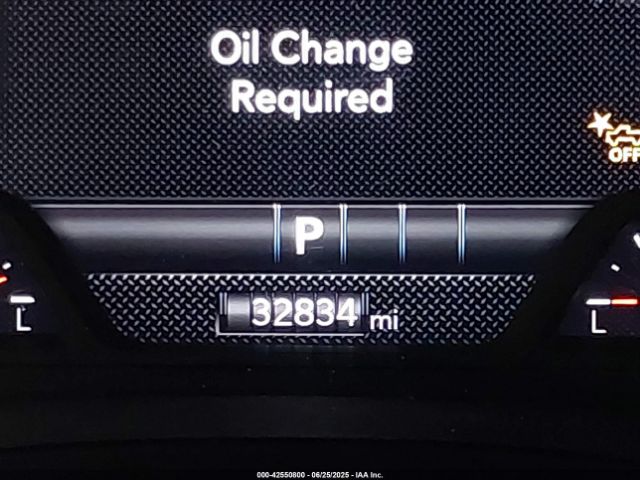 Oil Change
Required
OFF
P
32834 mi
L
L
000-42550800 - 06/25/2025 - IAA Inc.